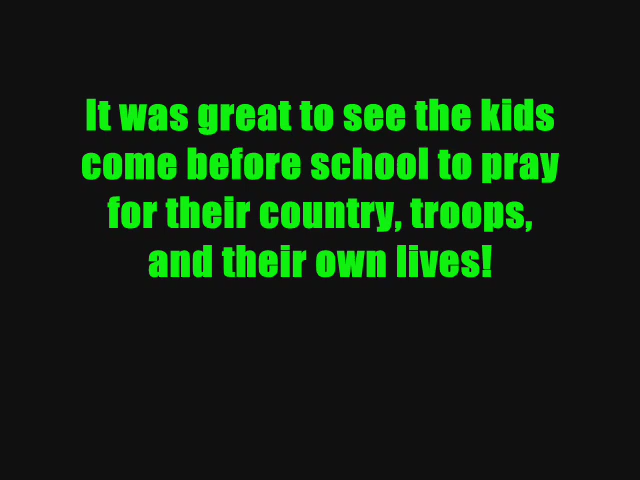 It was great to see the kids
come before school to pray
for their country, troops,
and their own lives!